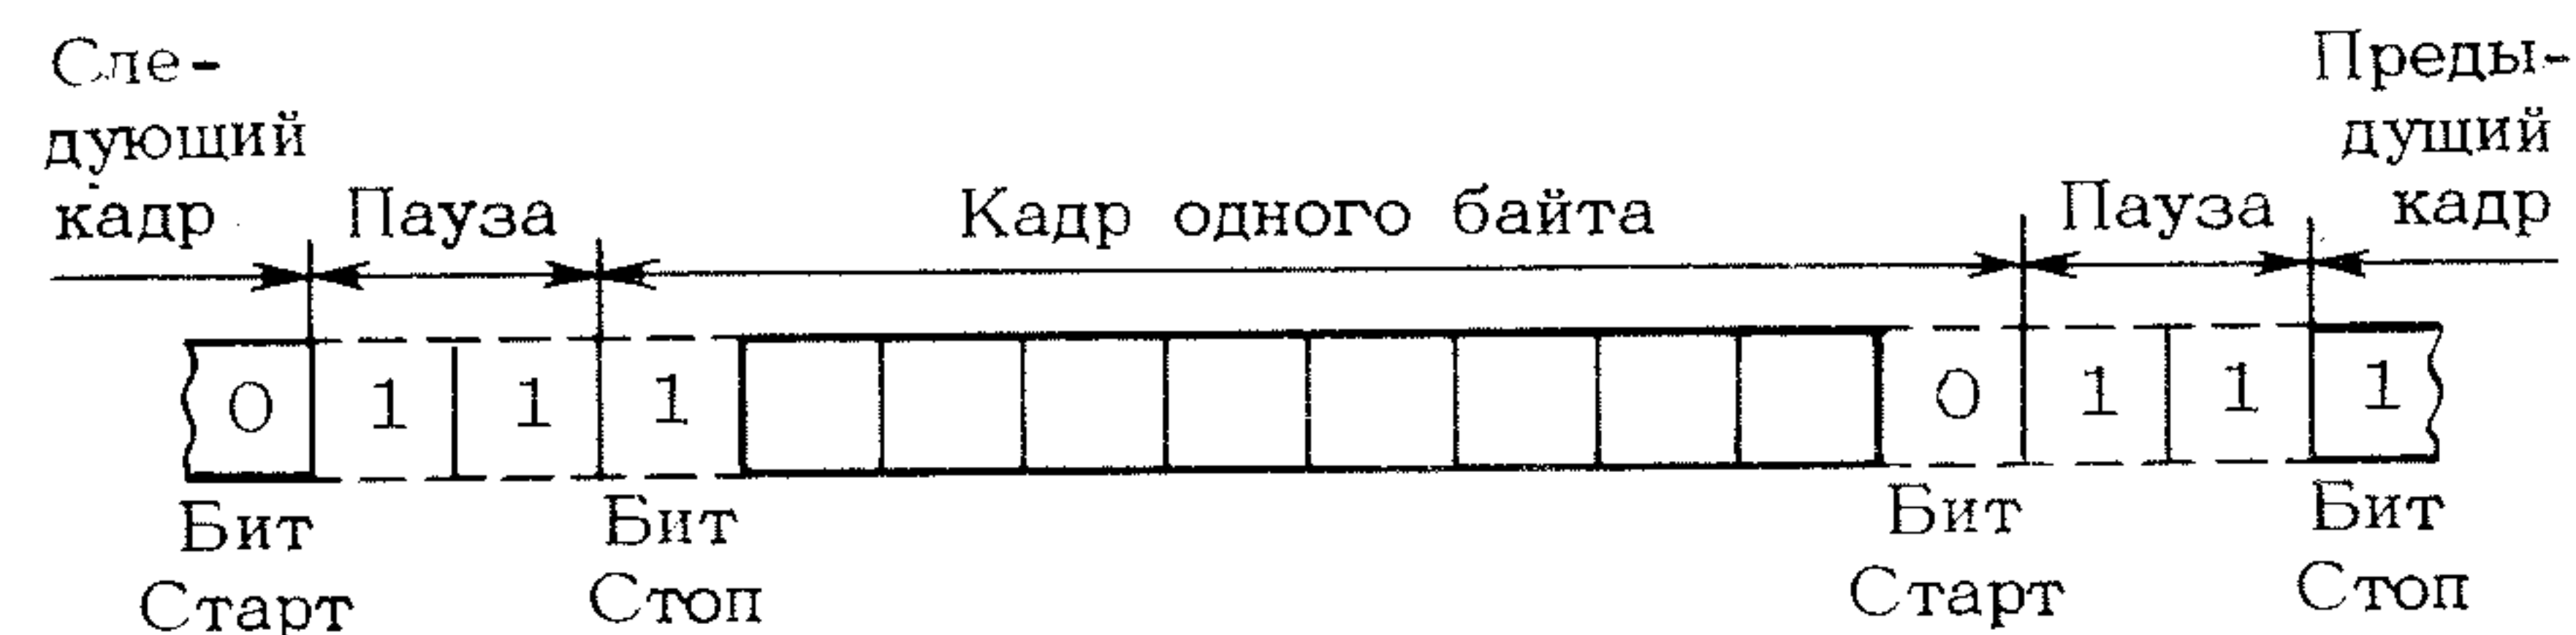 Сле-
дующий
кадр
Пауза
Кадр одного байта
Пауза
Преды-
дущий
кадр
0 1 1 1 0 1 1 1
Бит
Старт
Бит
Стоп
Бит
Старт
Бит
Стоп